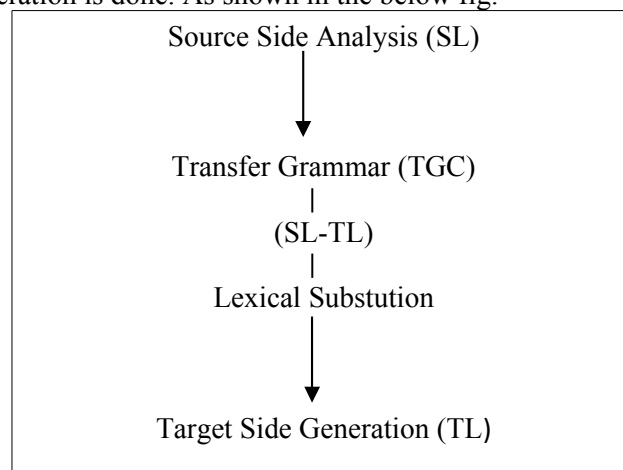 eration is done. As shown in the below fig.
Source Side Analysis (SL)
Transfer Grammar (TGC)
(SL-TL)
Lexical Substution
Target Side Generation (TL)